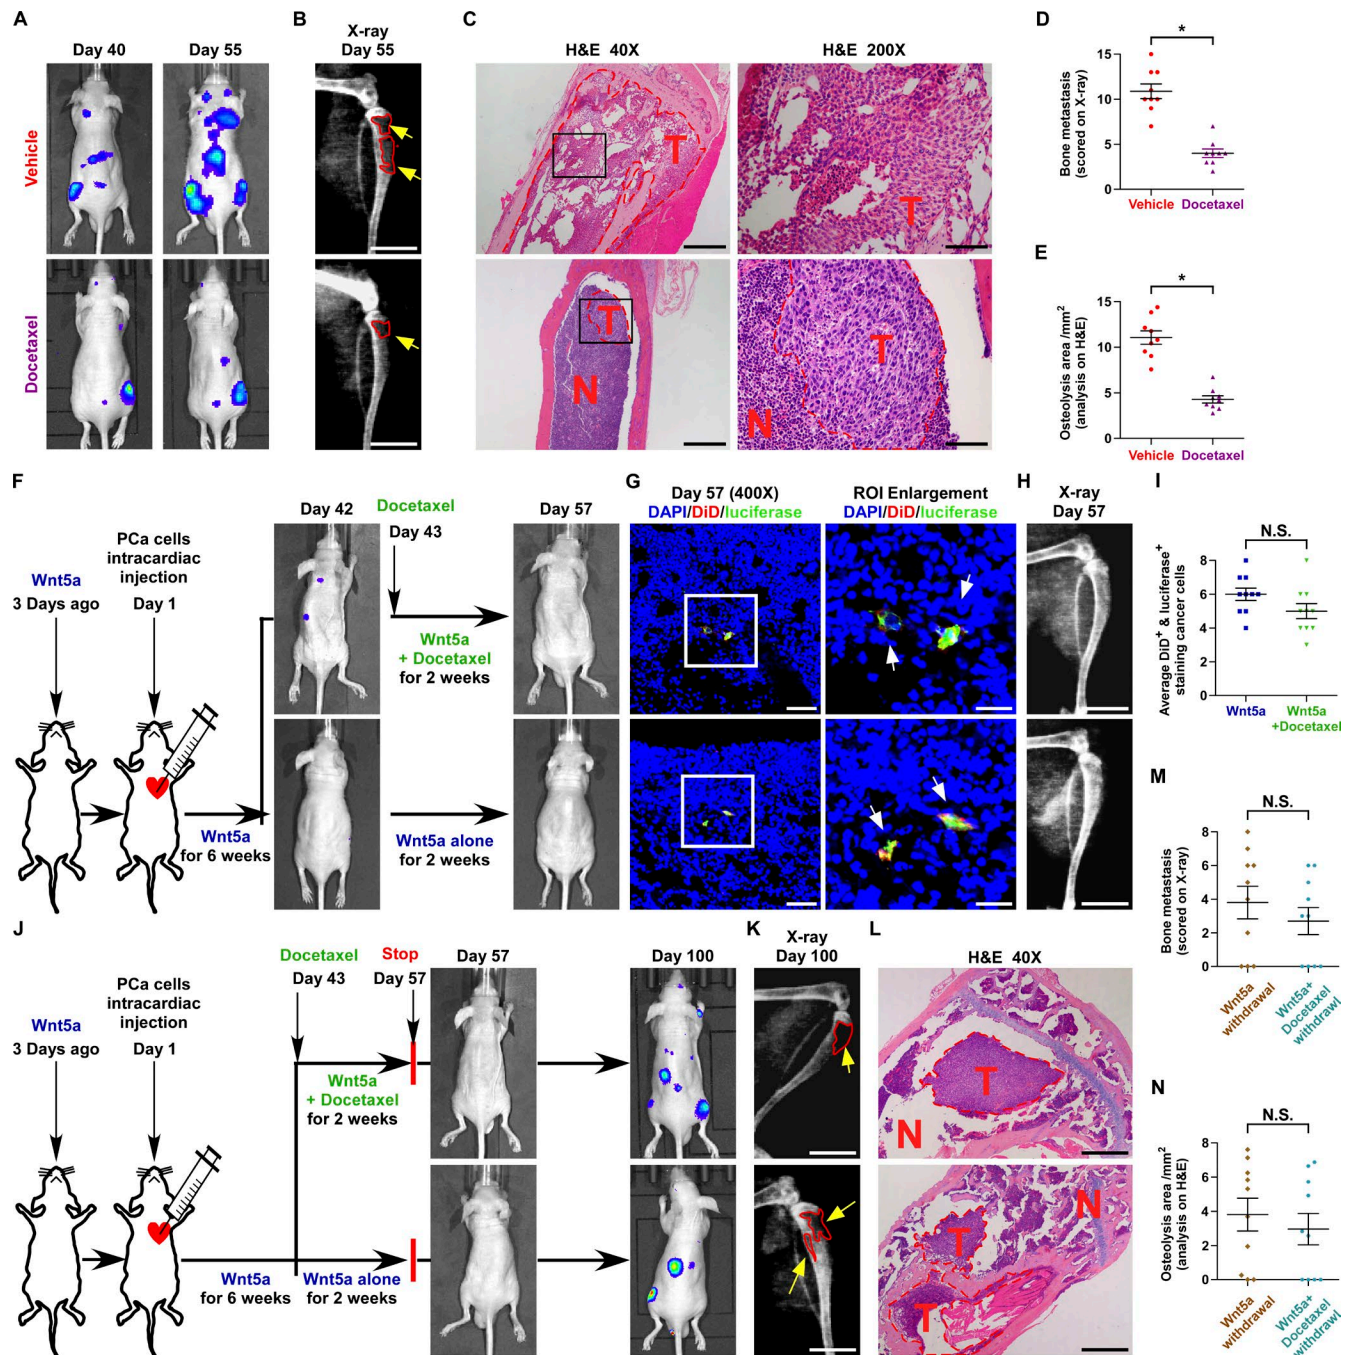 A
Day 40
Day 55
Vehicle
Docetaxel
B
X-ray
Day 55
C
H&E 40X
H&E 200X
T
T
T
N
T
N
D
*
Bone metastasis
(scored on X-ray)
15
10
5
0
Vehicle
Docetaxel
E
*
Osteolysis area /mm²
(analysis on H&E)
15
10
5
0
Vehicle
Docetaxel
F
Wnt5a
3 Days ago
PCa cells
intracardiac
injection
Day 1
Wnt5a
for 6 weeks
Day 42
Docetaxel
Day 43
Wnt5a
+ Docetaxel
for 2 weeks
Wnt5a alone
for 2 weeks
Day 57
G
Day 57 (400X)
DAPI/DiD/luciferase
ROI Enlargement
DAPI/DiD/luciferase
H
X-ray
Day 57
I
N.S.
Average DiD⁺ & luciferase⁺
staining cancer cells
8
6
4
2
0
Wnt5a
Wnt5a
+Docetaxel
J
Wnt5a
3 Days ago
PCa cells
intracardiac
injection
Day 1
Wnt5a
for 6 weeks
Docetaxel
Day 43
Stop
Day 57
Wnt5a
+ Docetaxel
for 2 weeks
Wnt5a alone
for 2 weeks
Day 57
Day 100
K
X-ray
Day 100
L
H&E 40X
T
N
N
T
T
M
N.S.
Bone metastasis
(scored on X-ray)
8
6
4
2
0
Wnt5a
withdrawal
Wnt5a+
Docetaxel
withdrawl
N
N.S.
Osteolysis area /mm²
(analysis on H&E)
8
6
4
2
0
Wnt5a
withdrawal
Wnt5a+
Docetaxel
withdrawl